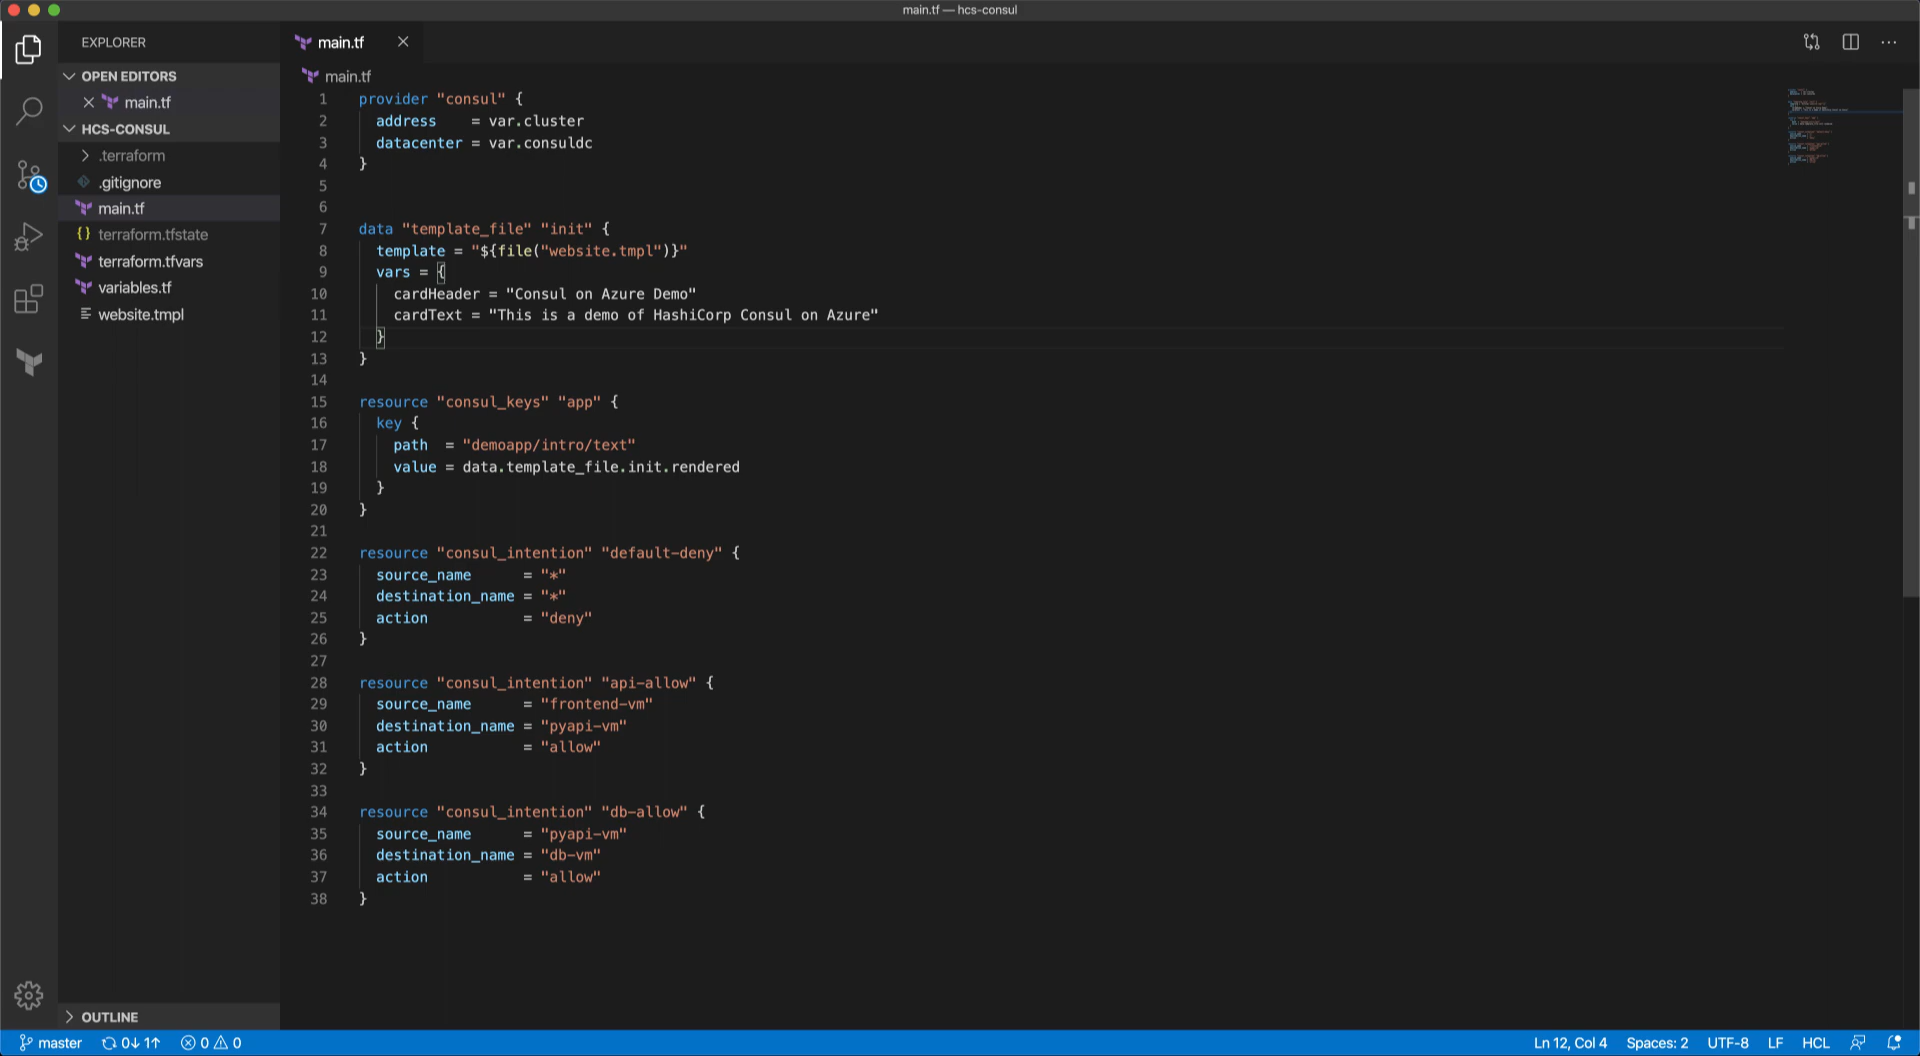 main.tf — hcs-consul
EXPLORER
OPEN EDITORS
main.tf
HCS-CONSUL
.terraform
.gitignore
main.tf
terraform.tfstate
terraform.tfvars
variables.tf
website.tmpl
OUTLINE
main.tf
main.tf
1 provider "consul" {
2   address    = var.cluster
3   datacenter = var.consuldc
4 }
5
6
7 data "template_file" "init" {
8   template = "${file("website.tmpl")}"
9   vars = {
10     cardHeader = "Consul on Azure Demo"
11     cardText = "This is a demo of HashiCorp Consul on Azure"
12   }
13 }
14
15 resource "consul_keys" "app" {
16   key {
17     path  = "demoapp/intro/text"
18     value = data.template_file.init.rendered
19   }
20 }
21
22 resource "consul_intention" "default-deny" {
23   source_name      = "*"
24   destination_name = "*"
25   action           = "deny"
26 }
27
28 resource "consul_intention" "api-allow" {
29   source_name      = "frontend-vm"
30   destination_name = "pyapi-vm"
31   action           = "allow"
32 }
33
34 resource "consul_intention" "db-allow" {
35   source_name      = "pyapi-vm"
36   destination_name = "db-vm"
37   action           = "allow"
38 }
master 0↓ 1↑ 0 0 Ln 12, Col 4 Spaces: 2 UTF-8 LF HCL